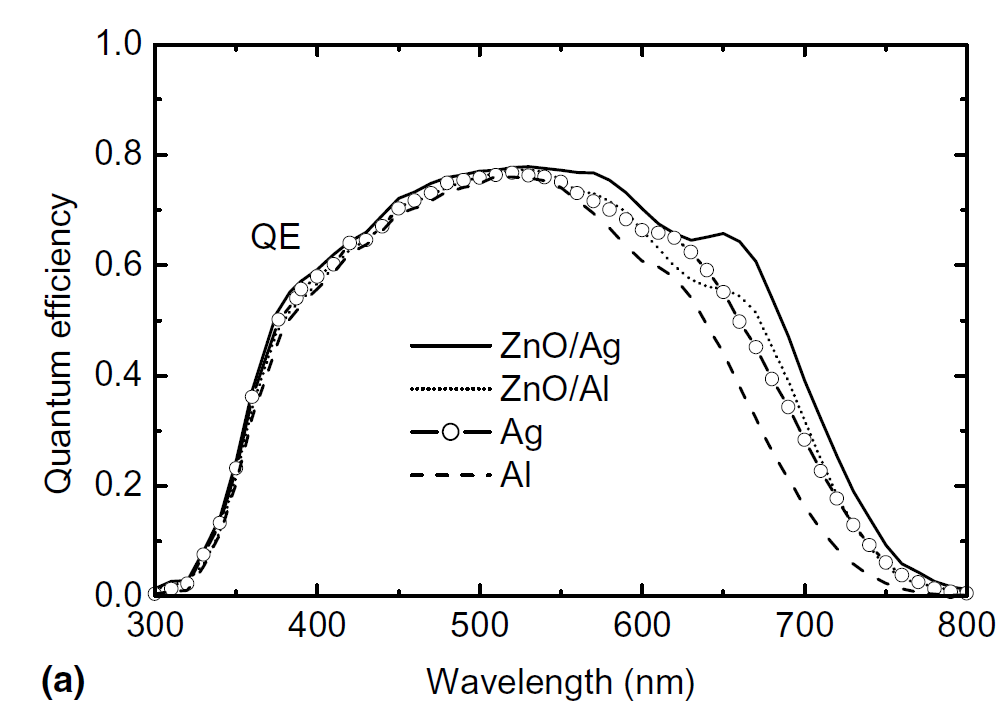 1.0
0.8
0.6
0.4
0.2
0.0
Quantum efficiency
QE
ZnO/Ag
ZnO/Al
Ag
Al
300 400 500 600 700 800
(a) Wavelength (nm)